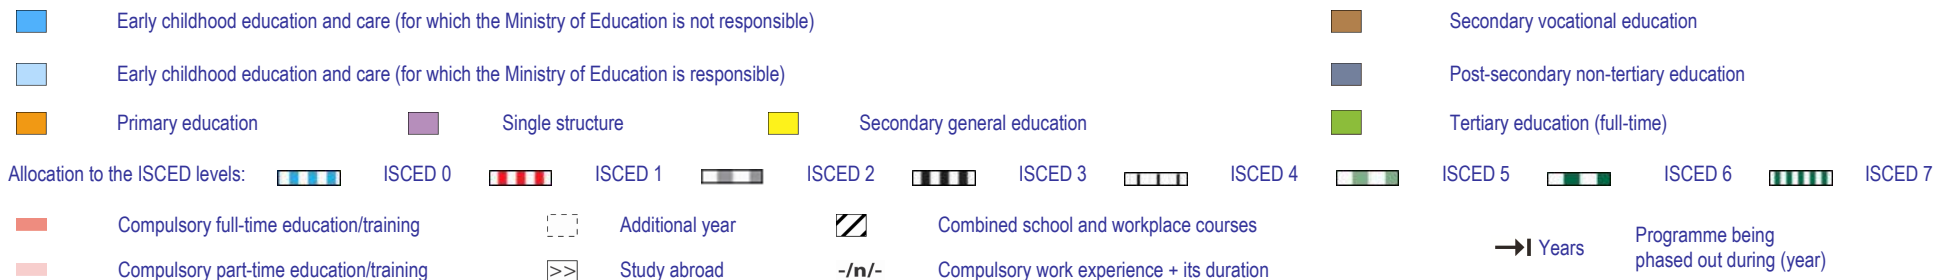 Early childhood education and care (for which the Ministry of Education is not responsible) Secondary vocational education
Early childhood education and care (for which the Ministry of Education is responsible) Post-secondary non-tertiary education
Primary education Single structure Secondary general education Tertiary education (full-time)
Allocation to the ISCED levels: ISCED 0 ISCED 1 ISCED 2 ISCED 3 ISCED 4 ISCED 5 ISCED 6 ISCED 7
Compulsory full-time education/training Additional year Combined school and workplace courses
Compulsory part-time education/training >> Study abroad -/n/- Compulsory work experience + its duration
Years Programme being
phased out during (year)